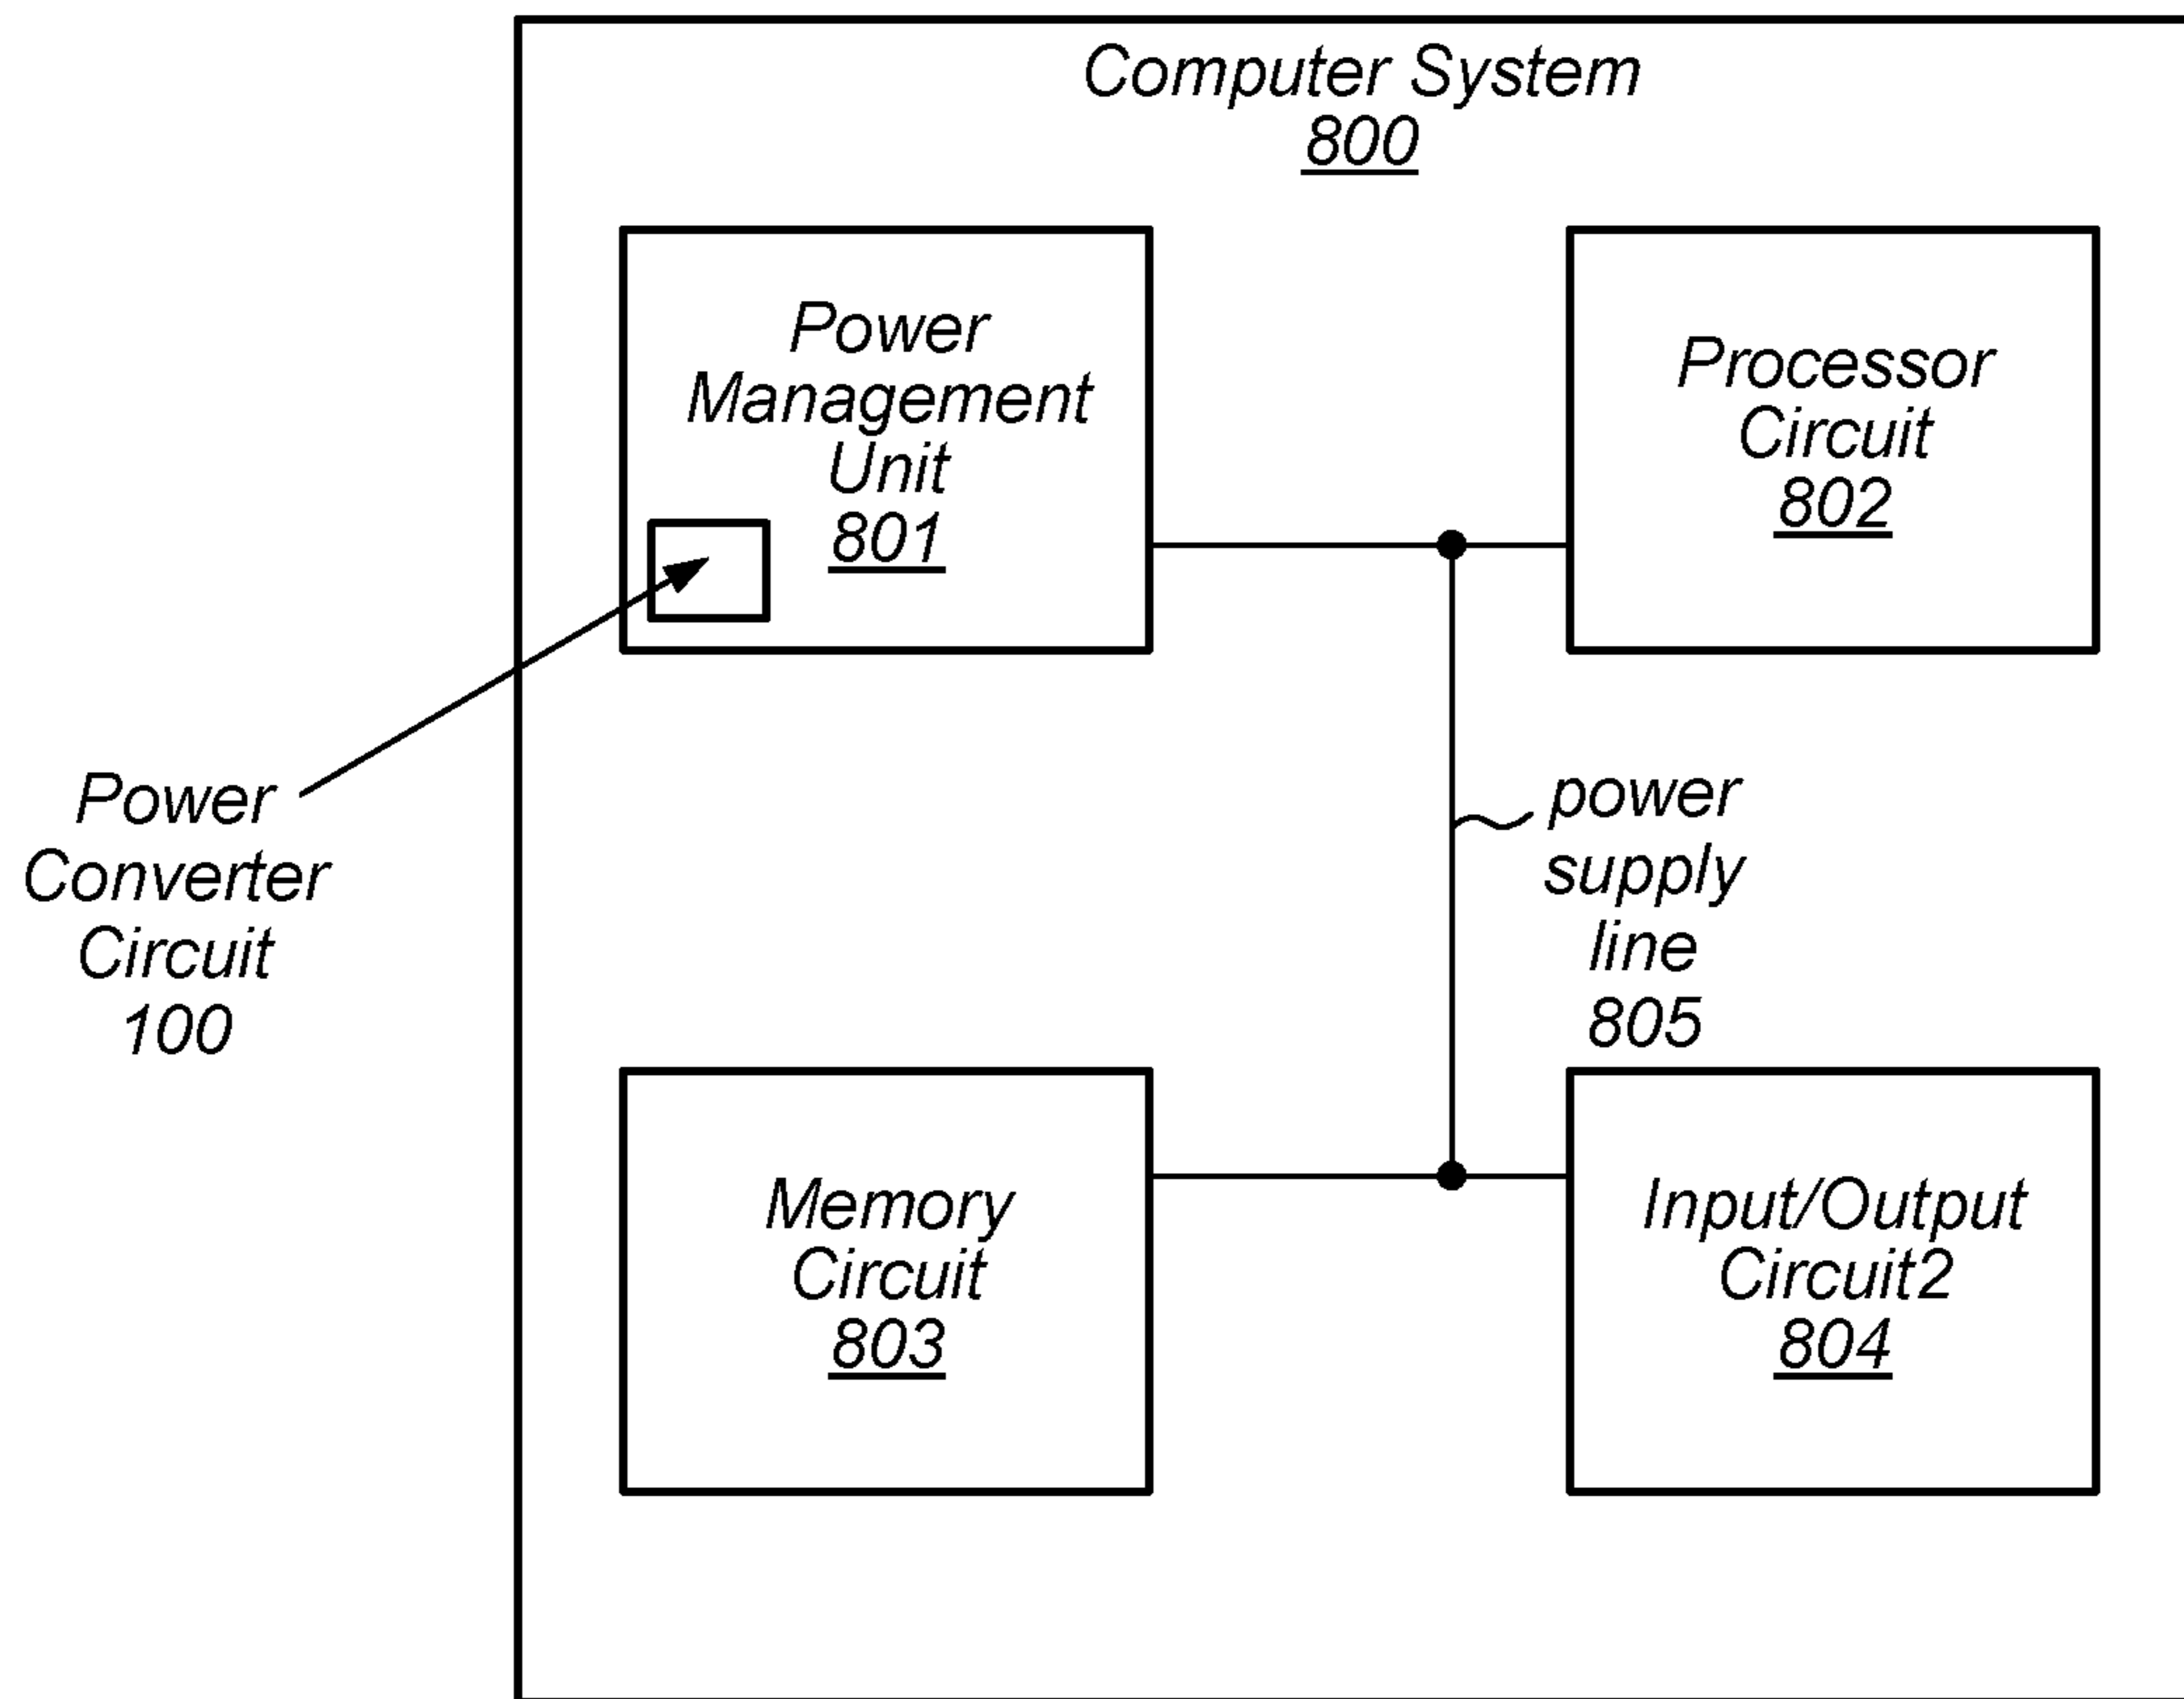 Computer System
800
Power
Management
Unit
801
Processor
Circuit
802
Power
Converter
Circuit
100
power
supply
line
805
Memory
Circuit
803
Input/Output
Circuit2
804